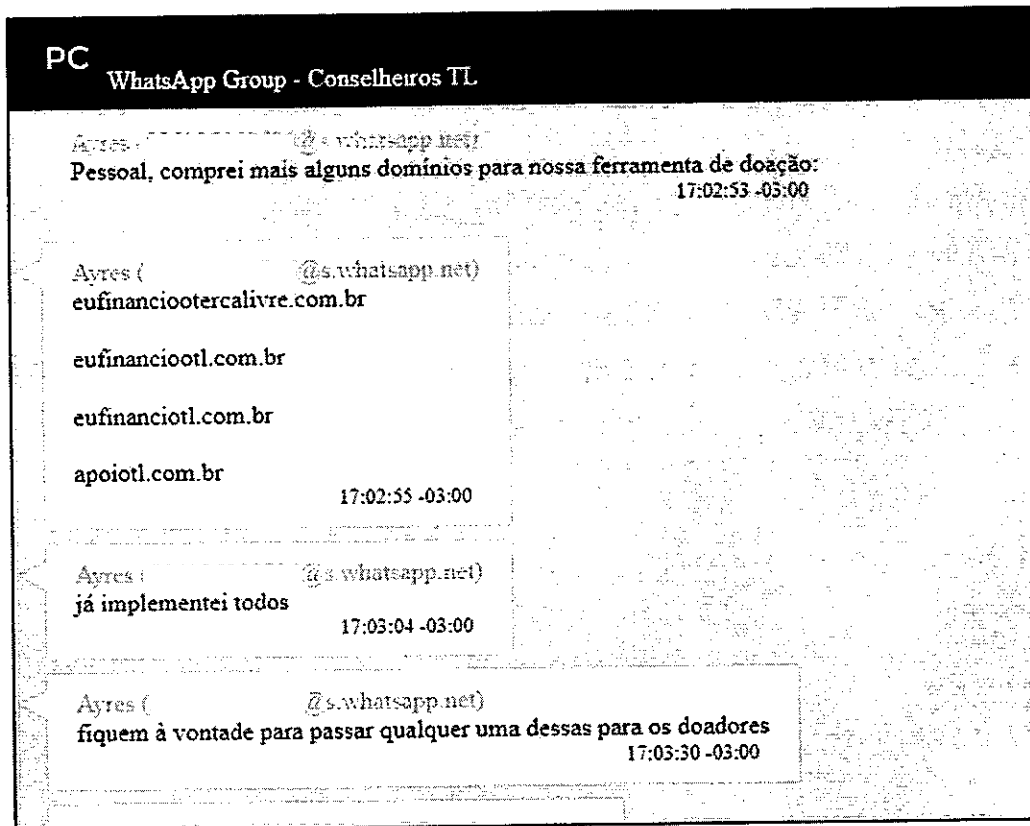 PC
WhatsApp Group - Conselheiros TL
Ayres @s.whatsapp.net)
Pessoal, comprei mais alguns domínios para nossa ferramenta de doação:
17:02:53 -03:00
Ayres ( @s.whatsapp.net)
eufinanciootercalivre.com.br
eufinanciootl.com.br
eufinanciotl.com.br
apoiotl.com.br
17:02:55 -03:00
Ayres ( @s.whatsapp.net)
já implementei todos
17:03:04 -03:00
Ayres ( @s.whatsapp.net)
fiquem à vontade para passar qualquer uma dessas para os doadores
17:03:30 -03:00